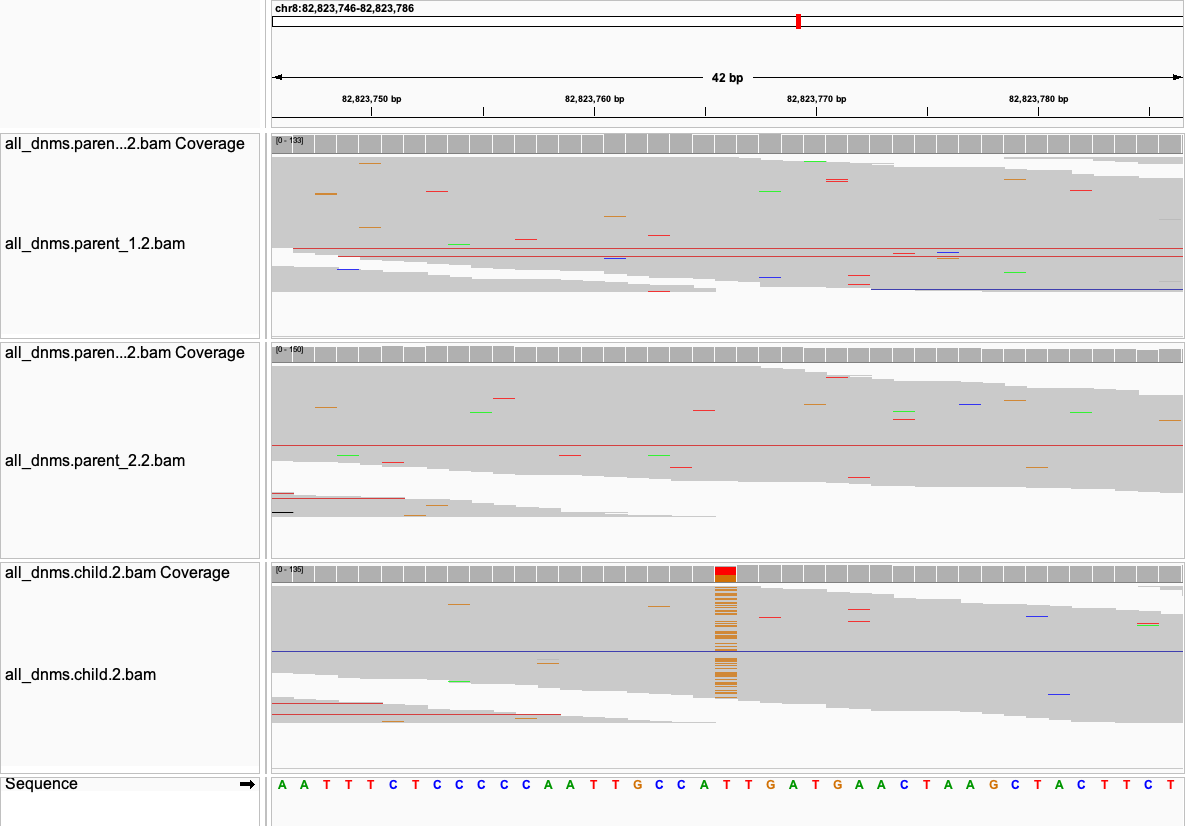 chr8:82,823,746-82,823,786
42 bp
82,823,750 bp 82,823,760 bp 82,823,770 bp 82,823,780 bp
all_dnms.paren...2.bam Coverage
[0 - 133]
all_dnms.parent_1.2.bam
all_dnms.paren...2.bam Coverage
[0 - 150]
all_dnms.parent_2.2.bam
all_dnms.child.2.bam Coverage
[0 - 135]
all_dnms.child.2.bam
Sequence
A A T T T C T C C C C C A A T T G C C A T T G A T G A A C T A A G C T A C T T C T